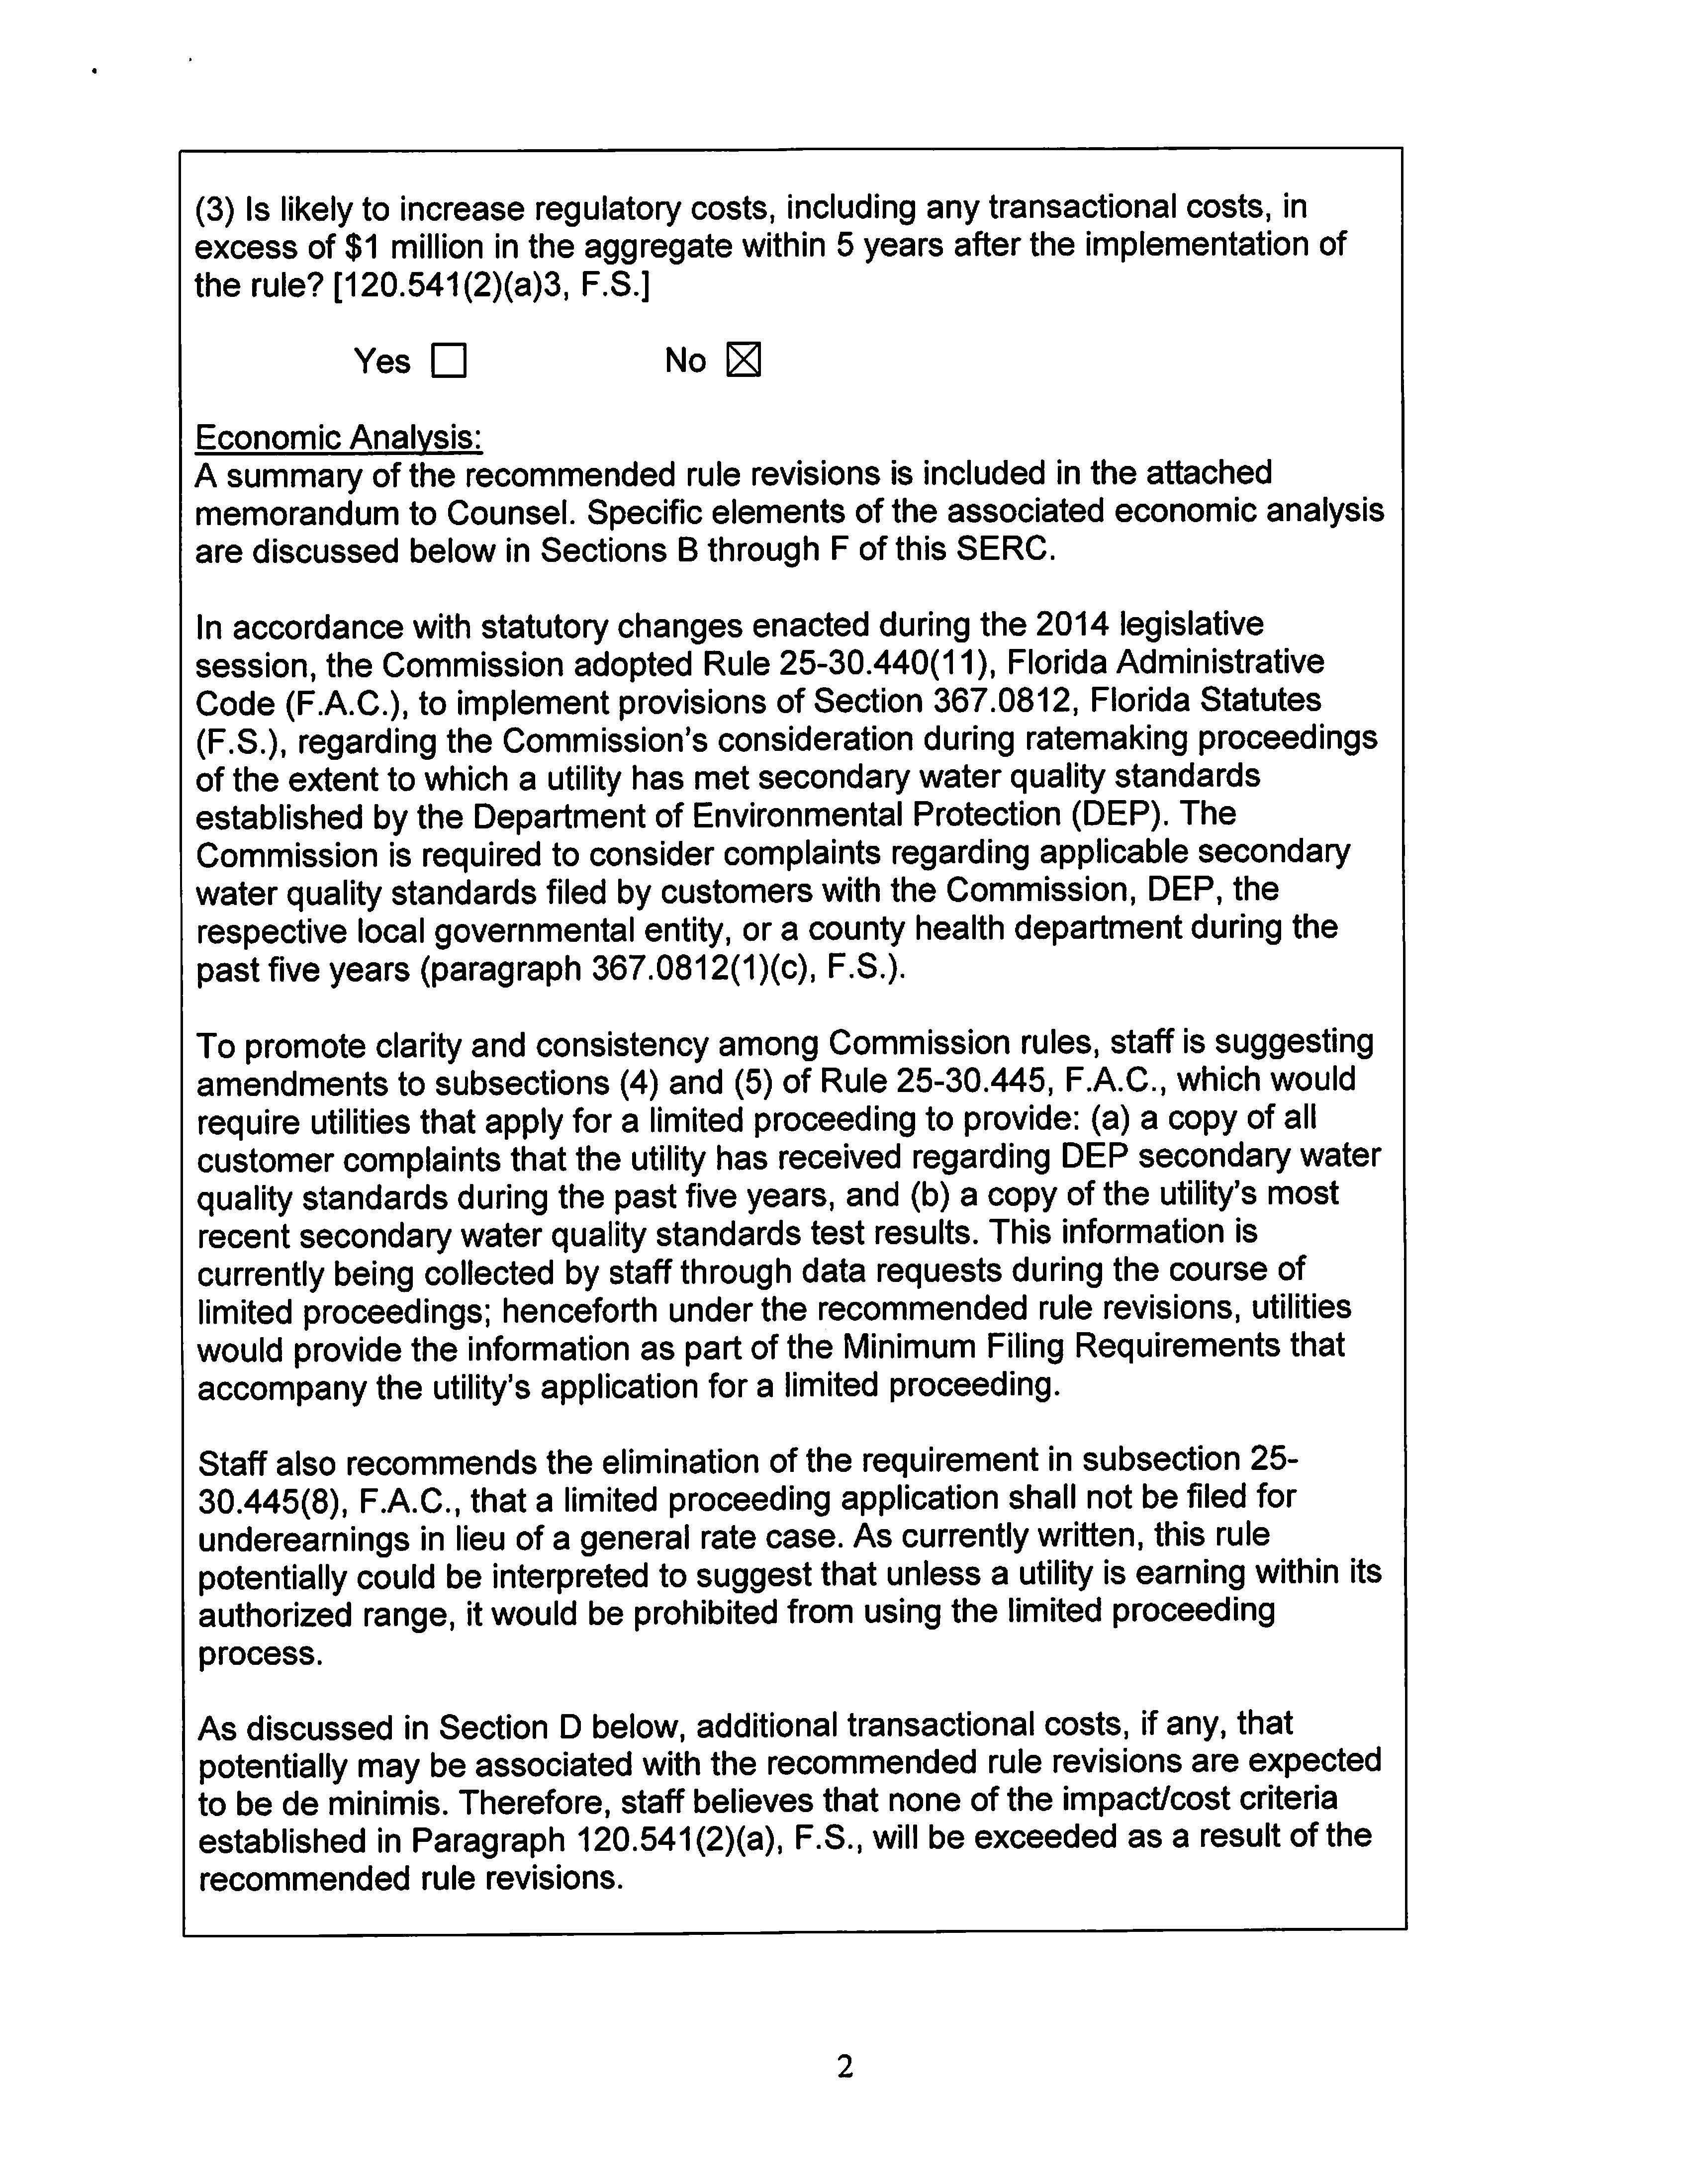 (3) Is likely to increase regulatory costs, including any transactional costs, in
excess of $1 million in the aggregate within 5 years after the implementation of
the rule? [120.541(2)(a)3, F.S.]
Yes ☐ No ☒
Economic Analysis:
A summary of the recommended rule revisions is included in the attached
memorandum to Counsel. Specific elements of the associated economic analysis
are discussed below in Sections B through F of this SERC.
In accordance with statutory changes enacted during the 2014 legislative
session, the Commission adopted Rule 25-30.440(11), Florida Administrative
Code (F.A.C.), to implement provisions of Section 367.0812, Florida Statutes
(F.S.), regarding the Commission's consideration during ratemaking proceedings
of the extent to which a utility has met secondary water quality standards
established by the Department of Environmental Protection (DEP). The
Commission is required to consider complaints regarding applicable secondary
water quality standards filed by customers with the Commission, DEP, the
respective local governmental entity, or a county health department during the
past five years (paragraph 367.0812(1)(c), F.S.).
To promote clarity and consistency among Commission rules, staff is suggesting
amendments to subsections (4) and (5) of Rule 25-30.445, F.A.C., which would
require utilities that apply for a limited proceeding to provide: (a) a copy of all
customer complaints that the utility has received regarding DEP secondary water
quality standards during the past five years, and (b) a copy of the utility's most
recent secondary water quality standards test results. This information is
currently being collected by staff through data requests during the course of
limited proceedings; henceforth under the recommended rule revisions, utilities
would provide the information as part of the Minimum Filing Requirements that
accompany the utility's application for a limited proceeding.
Staff also recommends the elimination of the requirement in subsection 25-
30.445(8), F.A.C., that a limited proceeding application shall not be filed for
underearnings in lieu of a general rate case. As currently written, this rule
potentially could be interpreted to suggest that unless a utility is earning within its
authorized range, it would be prohibited from using the limited proceeding
process.
As discussed in Section D below, additional transactional costs, if any, that
potentially may be associated with the recommended rule revisions are expected
to be de minimis. Therefore, staff believes that none of the impact/cost criteria
established in Paragraph 120.541(2)(a), F.S., will be exceeded as a result of the
recommended rule revisions.
2